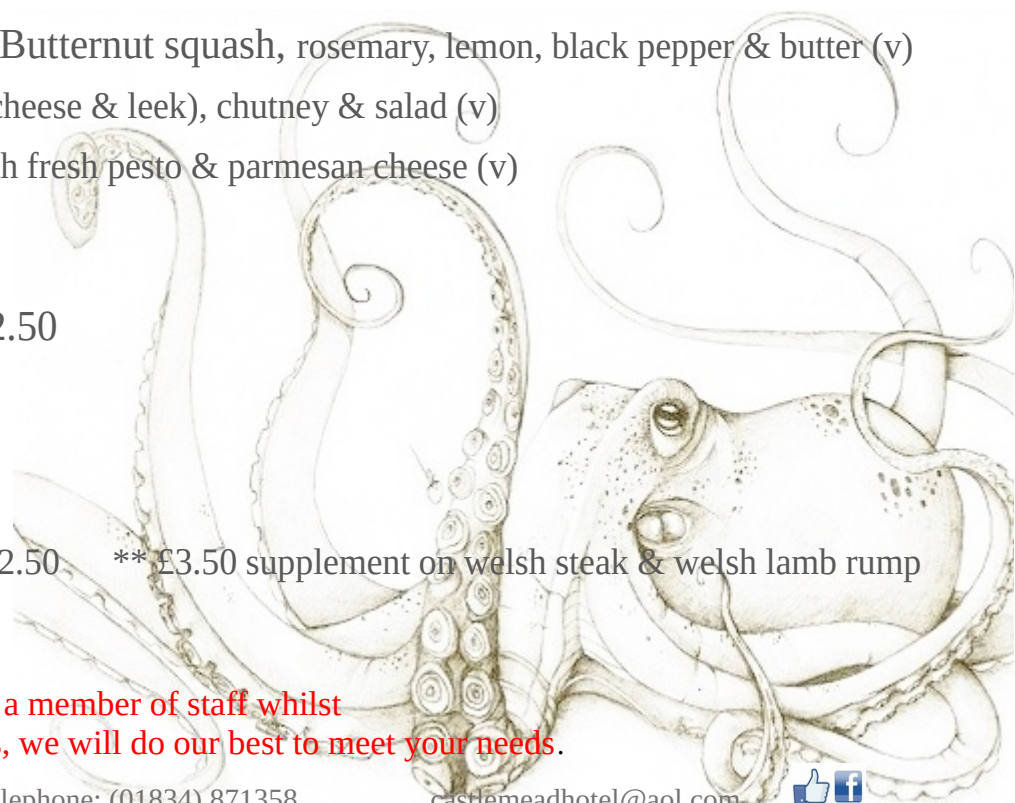 Butternut squash, rosemary, lemon, black pepper & butter (v)
cheese & leek), chutney & salad (v)
h fresh pesto & parmesan cheese (v)
2.50
2.50 ** £3.50 supplement on welsh steak & welsh lamb rump
a member of staff whilst
, we will do our best to meet your needs.
lephone: (01834) 871358 castlemeadhotel@aol.com